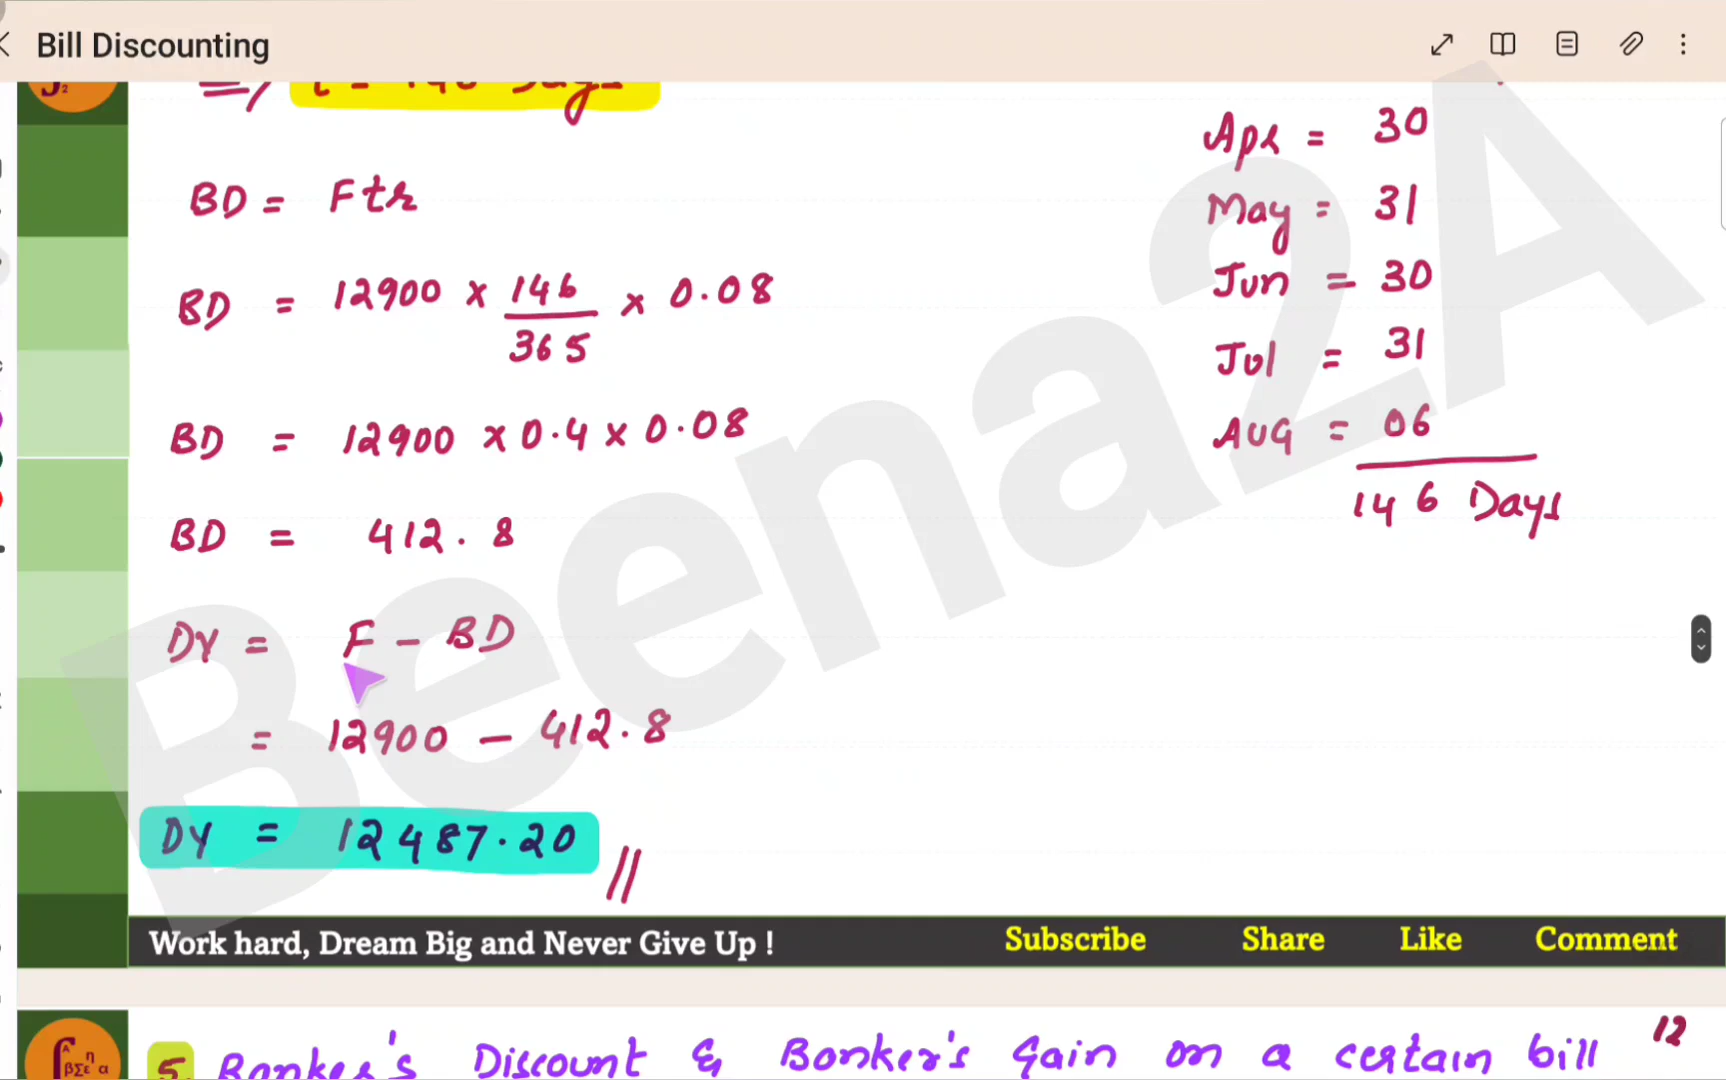 Bill Discounting
=> t = 146 Days
Apr = 30
BD = Ftr
May = 31
Jun = 30
BD = 12900 x 146/365 x 0.08
Jul = 31
BD = 12900 x 0.4 x 0.08
Aug = 06
146 Days
BD = 412.8
DY = F - BD
= 12900 - 412.8
DY = 12487.20 //
Work hard, Dream Big and Never Give Up !
Subscribe Share Like Comment
12
5. Banker's Discount & Banker's gain on a certain bill
Beena2A